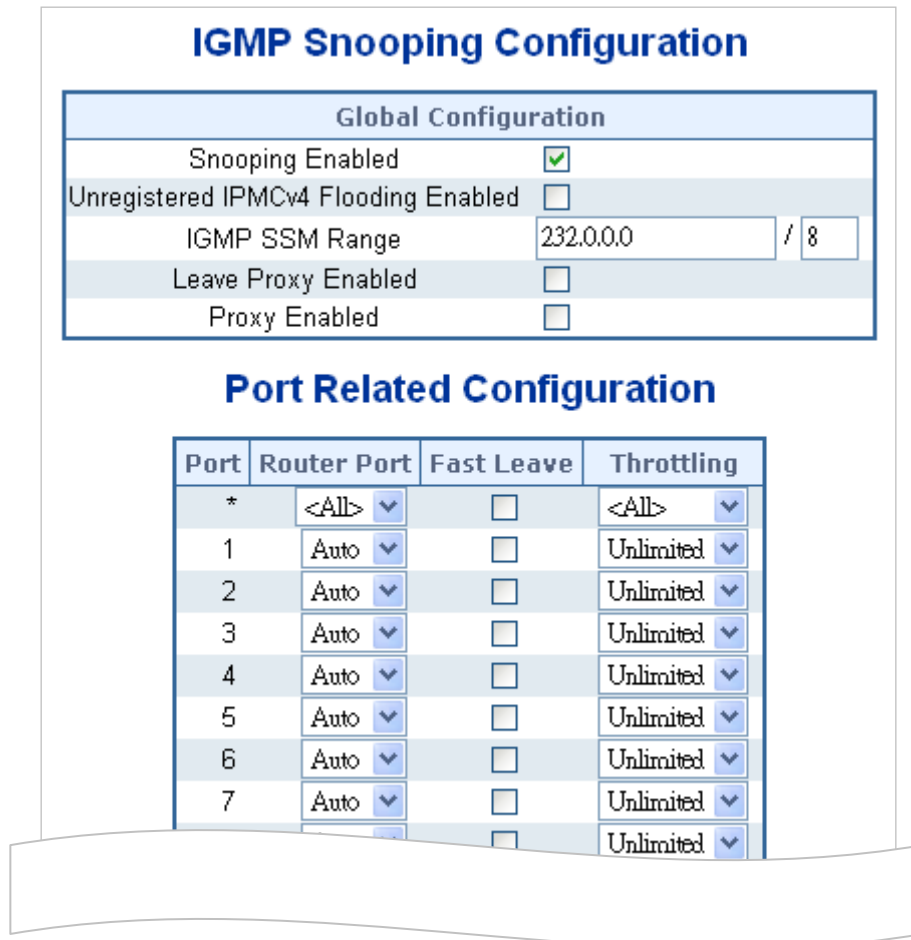 IGMP Snooping Configuration
Global Configuration
Snooping Enabled
Unregistered IPMCv4 Flooding Enabled
IGMP SSM Range 232.0.0.0 / 8
Leave Proxy Enabled
Proxy Enabled
Port Related Configuration
Port Router Port Fast Leave Throttling
* <All> <All>
1 Auto Unlimited
2 Auto Unlimited
3 Auto Unlimited
4 Auto Unlimited
5 Auto Unlimited
6 Auto Unlimited
7 Auto Unlimited
Unlimited